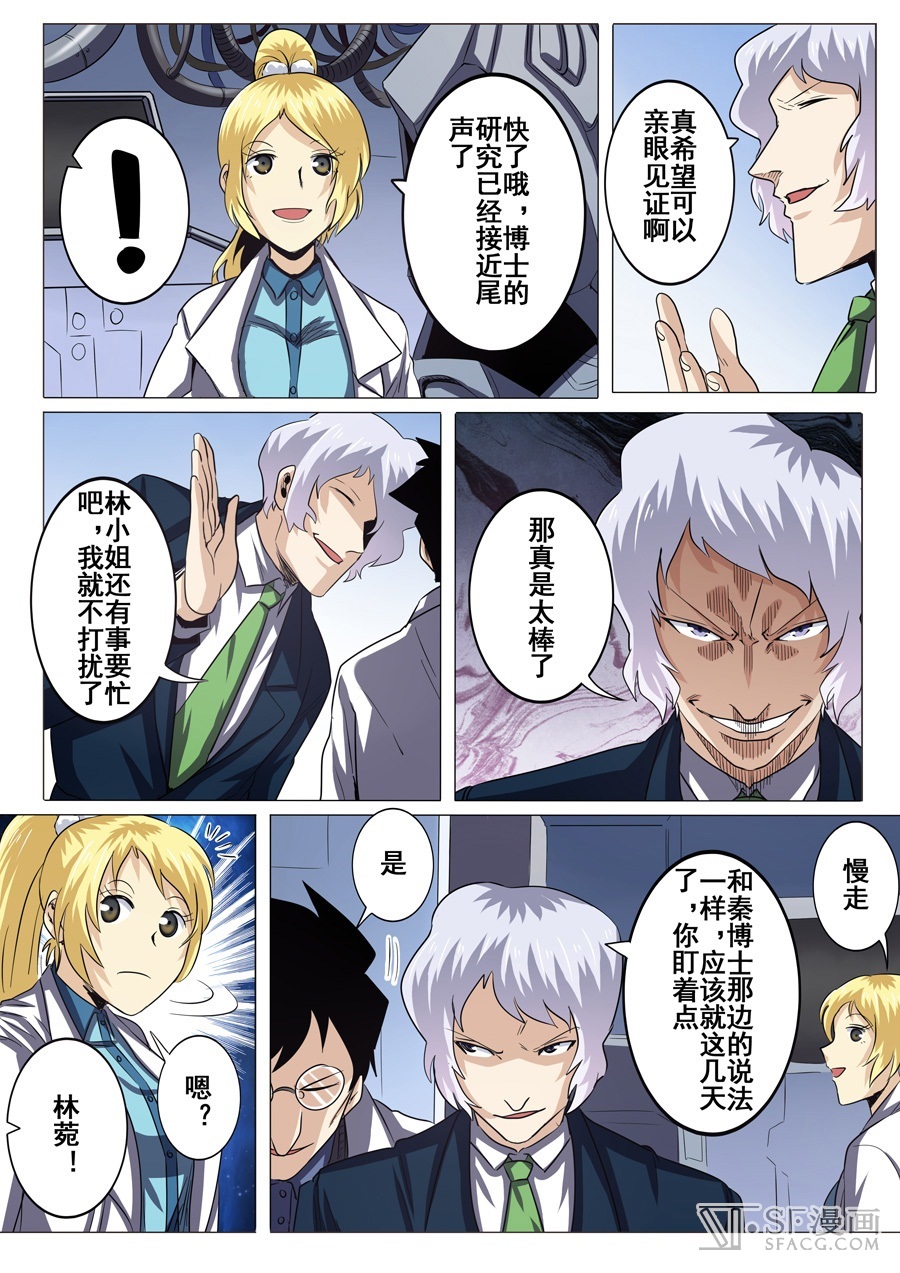 真希望可以
亲眼见证啊
快了哦，博士的
研究已经接近尾
声了
！
那真是太棒了
林小姐还有事要忙
吧，我就不打扰了
慢走
和秦博士那边的说法
一样，应该就这几天
了，你盯着点
是
嗯？
林菀！
SF漫画
SFACG.COM